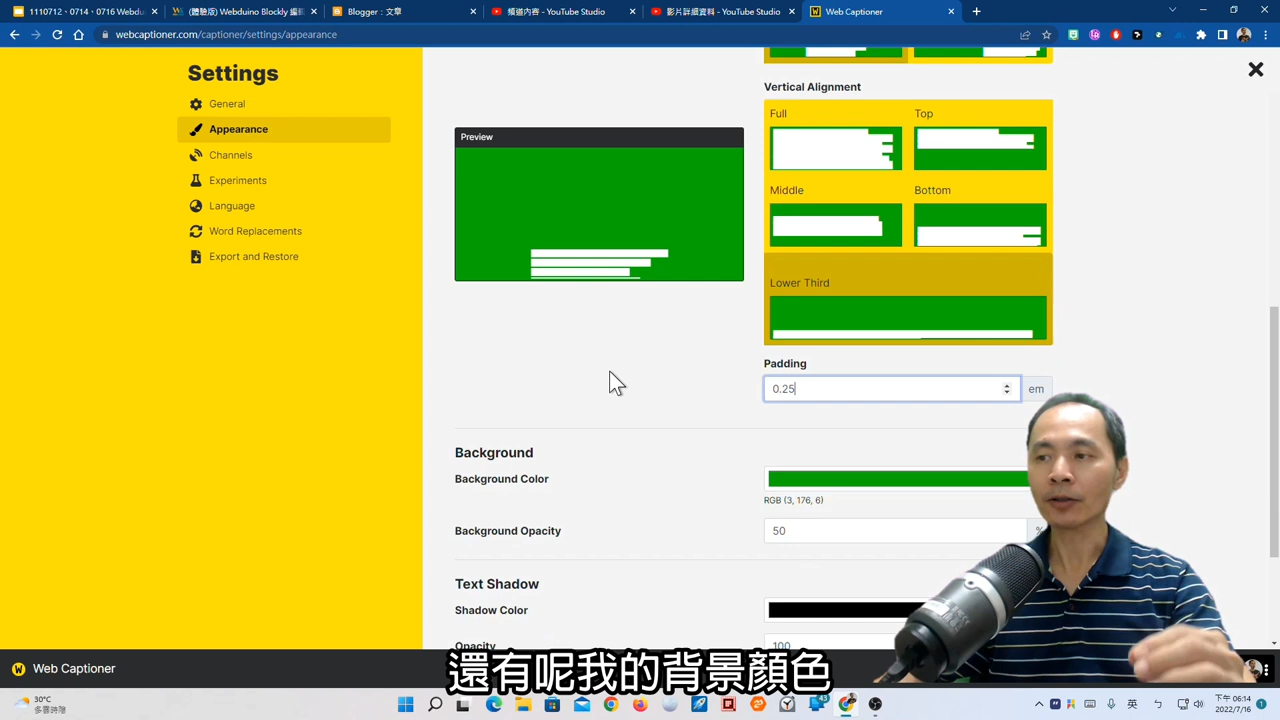 1110712、0714、0716 Webdu
(體驗版) Webduino Blockly 編
Blogger：文章
頻道內容 - YouTube Studio
影片詳細資料 - YouTube Studio
Web Captioner
webcaptioner.com/captioner/settings/appearance
Settings
General
Appearance
Channels
Experiments
Language
Word Replacements
Export and Restore
Preview
Vertical Alignment
Full
Top
Middle
Bottom
Lower Third
Padding
0.25
em
Background
Background Color
RGB (3, 176, 6)
Background Opacity
50
%
Text Shadow
Shadow Color
Opacity
100
Web Captioner
還有呢我的背景顏色
30°C
多雲時晴
英
下午 06:14
2022/7/16